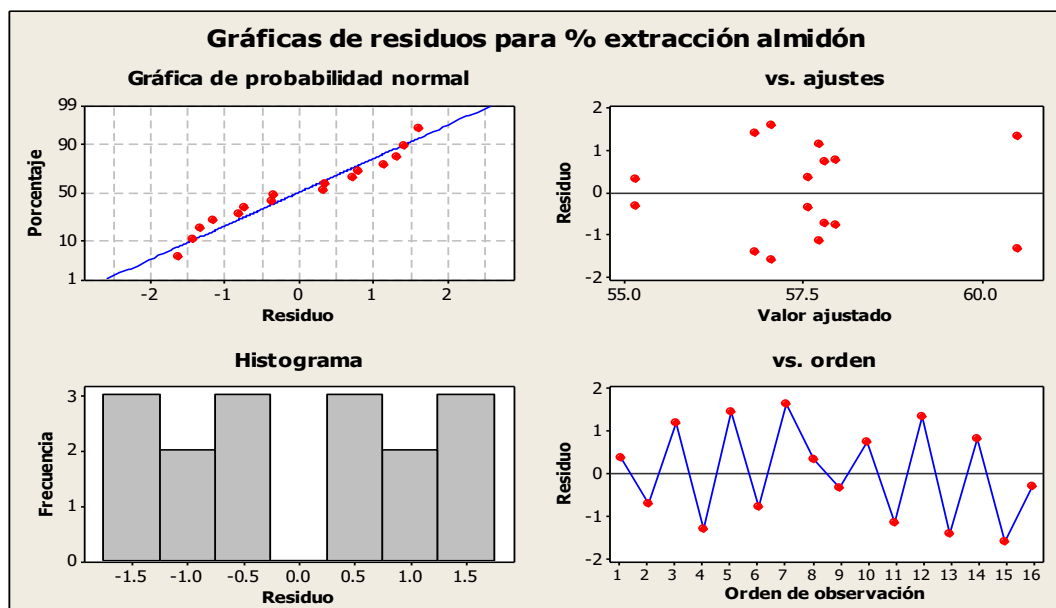 Gráficas de residuos para % extracción almidón
Gráfica de probabilidad normal
99
90
50
10
1
Porcentaje
-2 -1 0 1 2
Residuo
vs. ajustes
2
1
0
-1
-2
Residuo
55.0 57.5 60.0
Valor ajustado
Histograma
3
2
1
0
Frecuencia
-1.5 -1.0 -0.5 0.0 0.5 1.0 1.5
Residuo
vs. orden
2
1
0
-1
-2
Residuo
1 2 3 4 5 6 7 8 9 10 11 12 13 14 15 16
Orden de observación